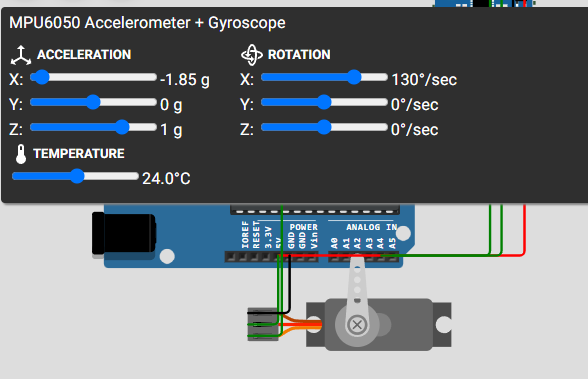 MPU6050 Accelerometer + Gyroscope
ACCELERATION
X: -1.85 g
Y: 0 g
Z: 1 g
ROTATION
X: 130°/sec
Y: 0°/sec
Z: 0°/sec
TEMPERATURE
24.0°C
POWER
ANALOG IN
IOREF
RESET
3.3V
5V
GND
GND
Vin
A0
A1
A2
A3
A4
A5